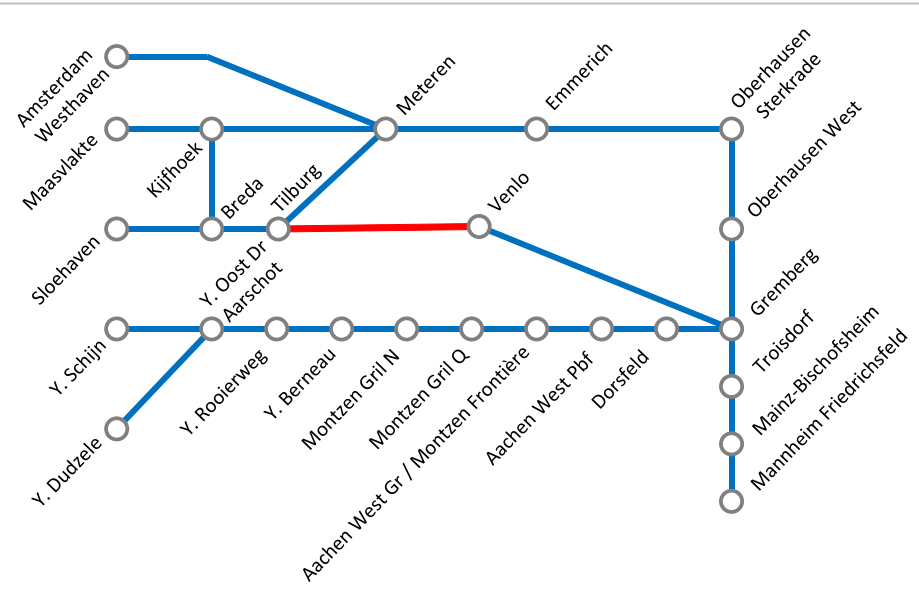 Amsterdam
Westhaven
Maasvlakte
Kijfhoek
Meteren
Emmerich
Oberhausen
Sterkrade
Oberhausen West
Sloehaven
Breda
Tilburg
Venlo
Gremberg
Y. Schijn
Y. Oost Dr
Aarschot
Y. Rooierweg
Y. Berneau
Montzen Gril N
Montzen Gril Q
Aachen West Gr / Montzen Frontière
Aachen West Pbf
Dorsfeld
Troisdorf
Mainz-Bischofsheim
Mannheim Friedrichsfeld
Y. Dudzele